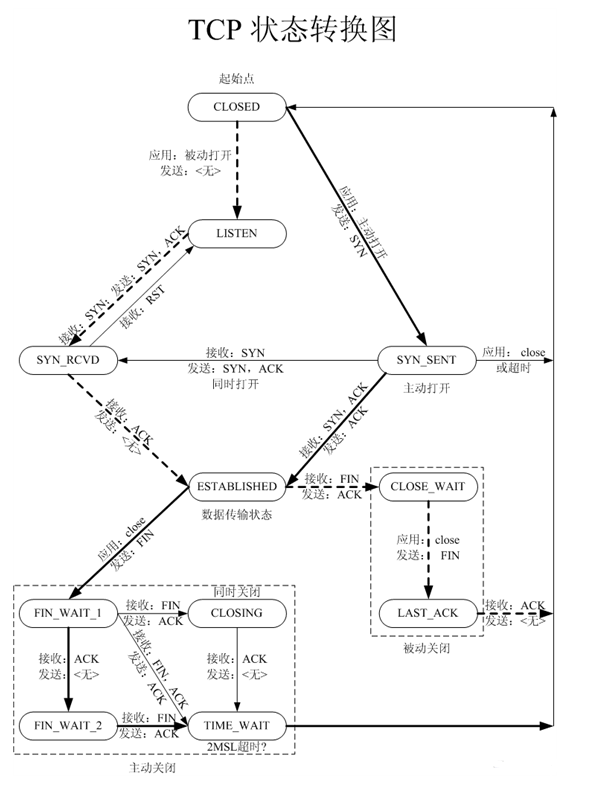 TCP 状态转换图
起始点
CLOSED
应用：被动打开
发送：<无>
应用：主动打开
发送：SYN
LISTEN
接收：SYN；发送：SYN，ACK
接收：RST
SYN_RCVD
接收：SYN
发送：SYN，ACK
同时打开
SYN_SENT
主动打开
应用： close
或超时
接收：ACK
发送：<无>
接收：SYN，ACK
发送：ACK
ESTABLISHED
数据传输状态
接收：FIN
发送：ACK
CLOSE_WAIT
应用：close
发送： FIN
应用：close
发送：FIN
同时关闭
FIN_WAIT_1
接收：FIN
发送：ACK
CLOSING
LAST_ACK
接收：ACK
发送：<无>
被动关闭
接收：ACK
发送：<无>
接收：FIN，ACK
发送：ACK
接收：ACK
发送：<无>
FIN_WAIT_2
接收：FIN
发送：ACK
TIME_WAIT
2MSL超时?
主动关闭